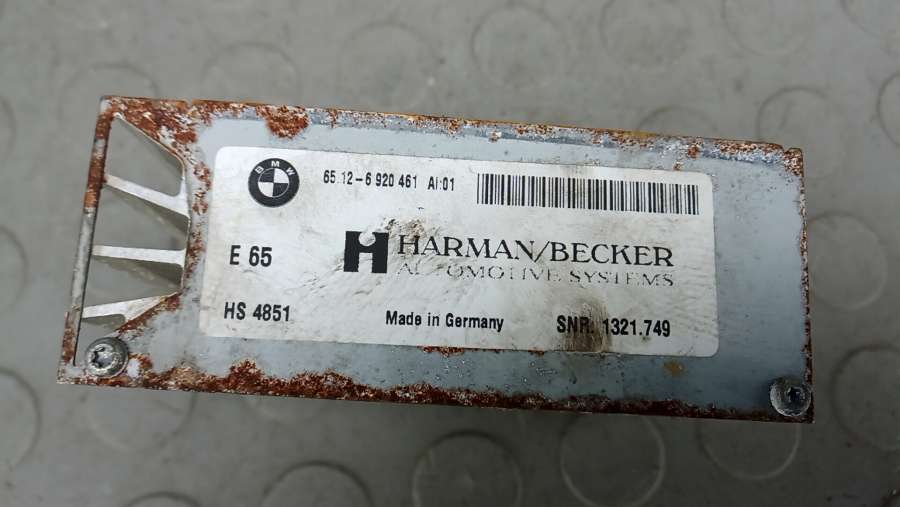 BMW
65.12-6 920 461 AI:01
E 65
HARMAN/BECKER
AUTOMOTIVE SYSTEMS
HS 4851
Made in Germany
SNR. 1321.749